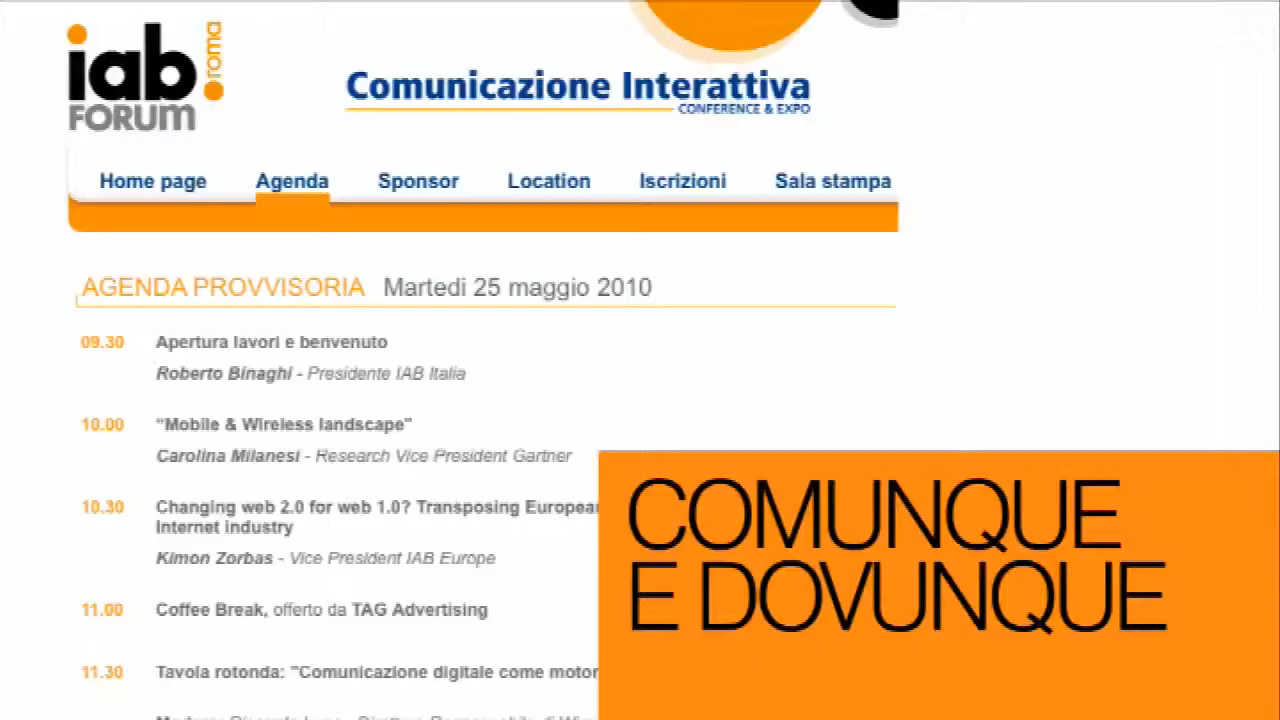 iab roma
FORUM
Comunicazione Interattiva
CONFERENCE & EXPO
Home page Agenda Sponsor Location Iscrizioni Sala stampa
AGENDA PROVVISORIA Martedi 25 maggio 2010
09.30 Apertura lavori e benvenuto
Roberto Binaghi - Presidente IAB Italia
10.00 "Mobile & Wireless landscape"
Carolina Milanesi - Research Vice President Gartner
10.30 Changing web 2.0 for web 1.0? Transposing European
Internet industry
Kimon Zorbas - Vice President IAB Europe
11.00 Coffee Break, offerto da TAG Advertising
11.30 Tavola rotonda: "Comunicazione digitale come motor
COMUNQUE
E DOVUNQUE